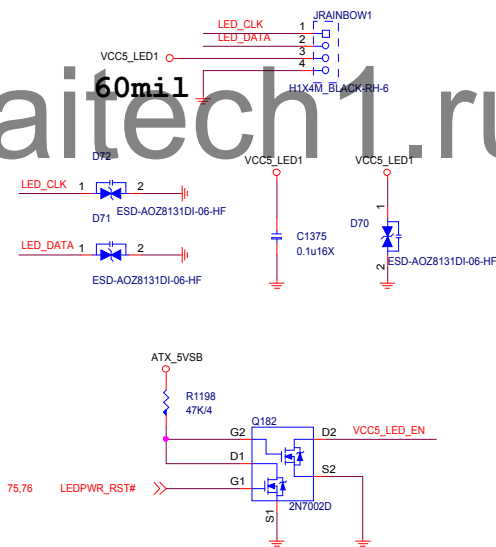 JRAINBOW1
LED_CLK 1
LED_DATA 2
VCC5_LED1 3
4
60mil
H1X4M_BLACK-RH-6
aitech1.ru
D72
LED_CLK 1 2
ESD-AOZ8131DI-06-HF
D71
LED_DATA 1 2
ESD-AOZ8131DI-06-HF
VCC5_LED1
C1375
0.1u16X
VCC5_LED1
1
D70
2
ESD-AOZ8131DI-06-HF
ATX_5VSB
R1198
47K/4
Q182
G2 D2 VCC5_LED_EN
D1
S2
75,76 LEDPWR_RST# G1
2N7002D
S1